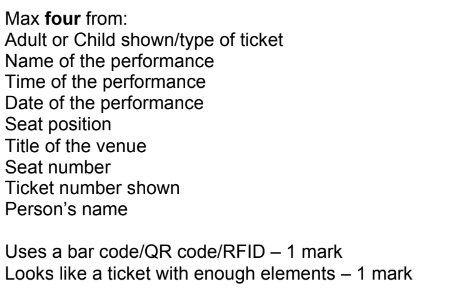 Max four from:
Adult or Child shown/type of ticket
Name of the performance
Time of the performance
Date of the performance
Seat position
Title of the venue
Seat number
Ticket number shown
Person's name
Uses a bar code/QR code/RFID – 1 mark
Looks like a ticket with enough elements – 1 mark